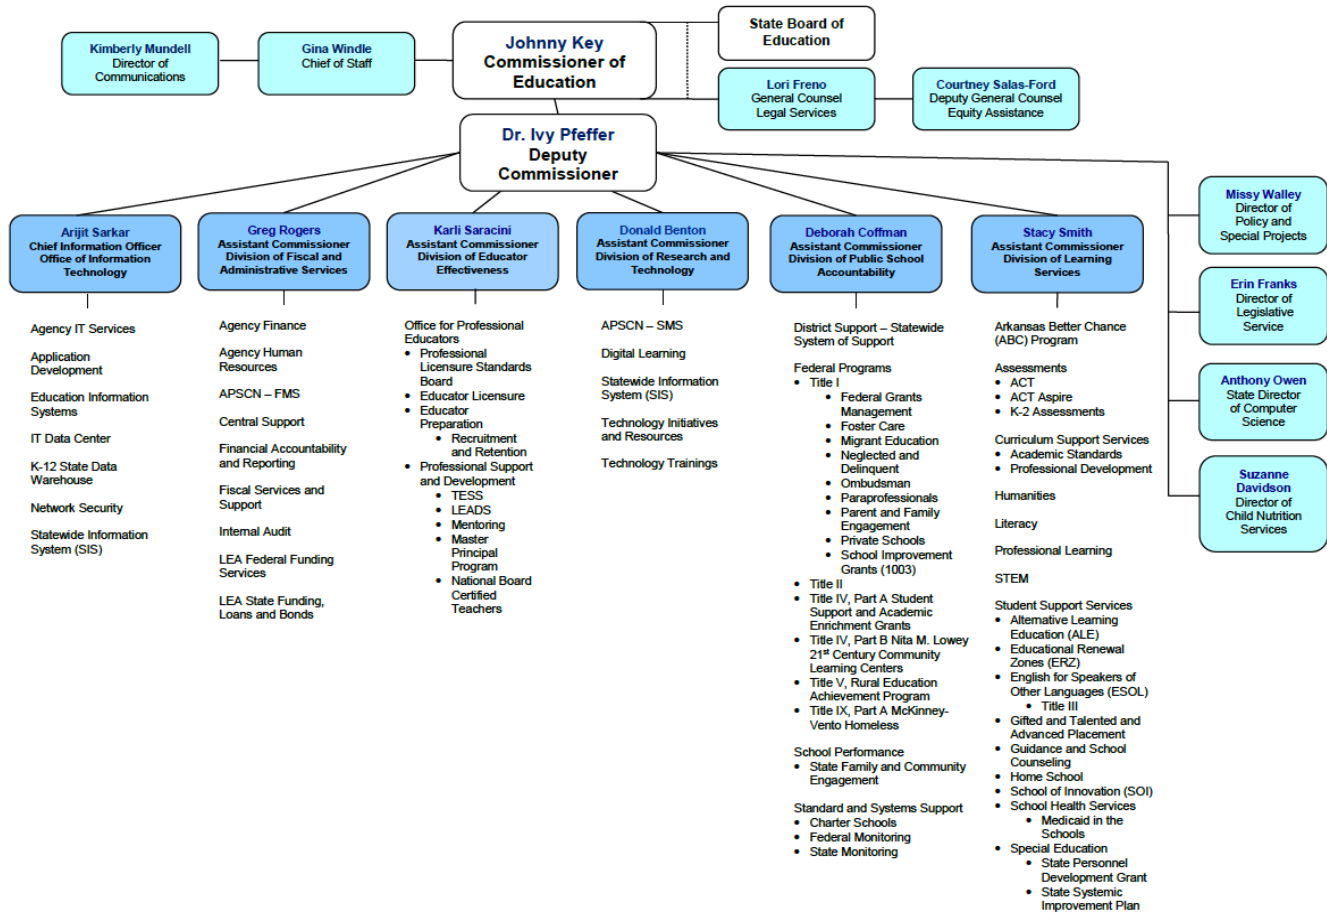 State Board of
Education
Kimberly Mundell
Director of
Communications
Gina Windle
Chief of Staff
Johnny Key
Commissioner of
Education
Lori Freno
General Counsel
Legal Services
Courtney Salas-Ford
Deputy General Counsel
Equity Assistance
Dr. Ivy Pfeffer
Deputy
Commissioner
Arijit Sarkar
Chief Information Officer
Office of Information
Technology
Agency IT Services
Application
Development
Education Information
Systems
IT Data Center
K-12 State Data
Warehouse
Network Security
Statewide Information
System (SIS)
Greg Rogers
Assistant Commissioner
Division of Fiscal and
Administrative Services
Agency Finance
Agency Human
Resources
APSCN – FMS
Central Support
Financial Accountability
and Reporting
Fiscal Services and
Support
Internal Audit
LEA Federal Funding
Services
LEA State Funding,
Loans and Bonds
Karli Saracini
Assistant Commissioner
Division of Educator
Effectiveness
Office for Professional
Educators
• Professional
Licensure Standards
Board
• Educator Licensure
• Educator
Preparation
• Recruitment
and Retention
• Professional Support
and Development
• TESS
• LEADS
• Mentoring
• Master
Principal
Program
• National Board
Certified
Teachers
Donald Benton
Assistant Commissioner
Division of Research and
Technology
APSCN – SMS
Digital Learning
Statewide Information
System (SIS)
Technology Initiatives
and Resources
Technology Trainings
Deborah Coffman
Assistant Commissioner
Division of Public School
Accountability
District Support – Statewide
System of Support
Federal Programs
• Title I
• Federal Grants
Management
• Foster Care
• Migrant Education
• Neglected and
Delinquent
• Ombudsman
• Paraprofessionals
• Parent and Family
Engagement
• Private Schools
• School Improvement
Grants (1003)
• Title II
• Title IV, Part A Student
Support and Academic
Enrichment Grants
• Title IV, Part B Nita M. Lowey
21st Century Community
Learning Centers
• Title V, Rural Education
Achievement Program
• Title IX, Part A McKinney-
Vento Homeless
School Performance
• State Family and Community
Engagement
Standard and Systems Support
• Charter Schools
• Federal Monitoring
• State Monitoring
Stacy Smith
Assistant Commissioner
Division of Learning
Services
Arkansas Better Chance
(ABC) Program
Assessments
• ACT
• ACT Aspire
• K-2 Assessments
Curriculum Support Services
• Academic Standards
• Professional Development
Humanities
Literacy
Professional Learning
STEM
Student Support Services
• Alternative Learning
Education (ALE)
• Educational Renewal
Zones (ERZ)
• English for Speakers of
Other Languages (ESOL)
• Title III
• Gifted and Talented and
Advanced Placement
• Guidance and School
Counseling
• Home School
• School of Innovation (SOI)
• School Health Services
• Medicaid in the
Schools
• Special Education
• State Personnel
Development Grant
• State Systemic
Improvement Plan
Missy Walley
Director of
Policy and
Special Projects
Erin Franks
Director of
Legislative
Service
Anthony Owen
State Director
of Computer
Science
Suzanne
Davidson
Director of
Child Nutrition
Services